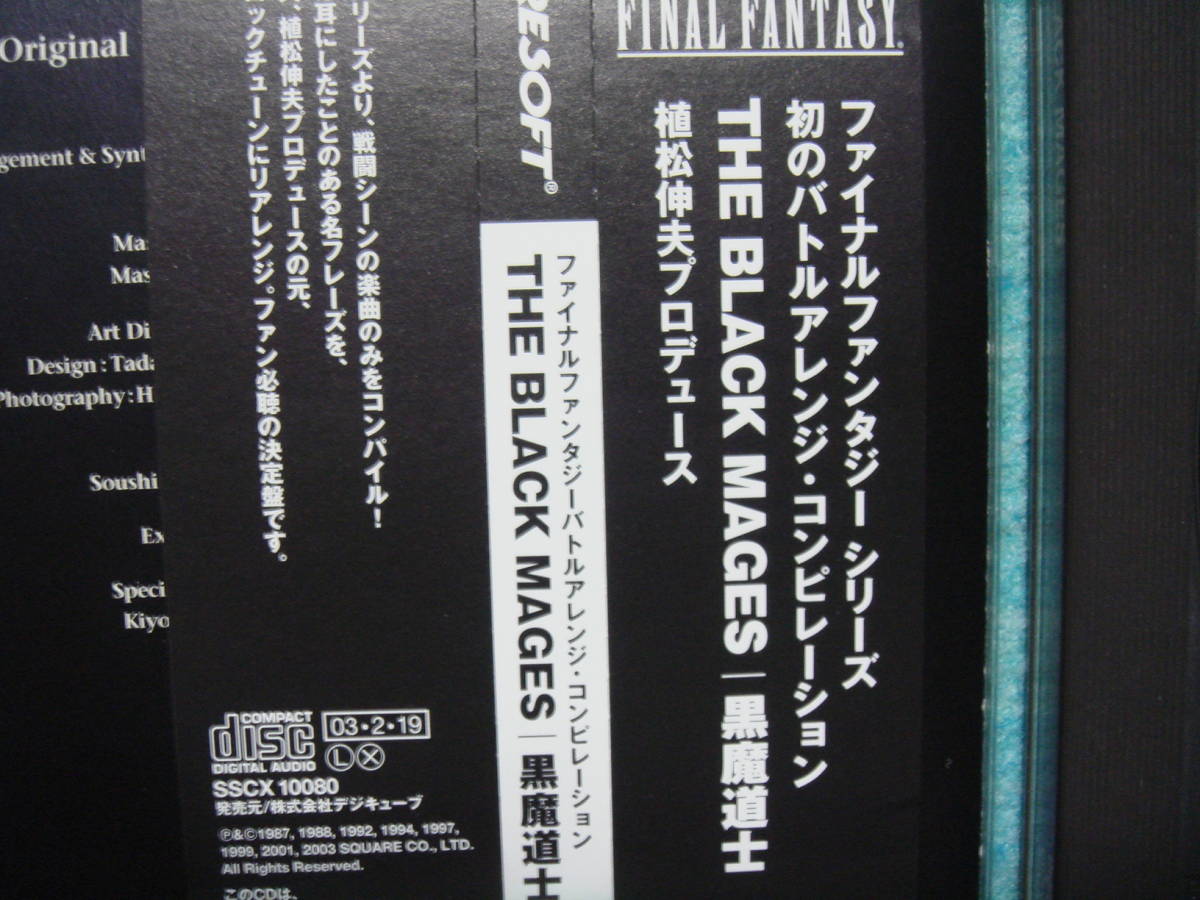 FINAL FANTASY®
ファイナルファンタジー シリーズ
初のバトルアレンジ・コンピレーション
THE BLACK MAGES|黒魔道士
植松伸夫プロデュース
RESOFT®
ファイナルファンタジーバトルアレンジ・コンピレーション
THE BLACK MAGES|黒魔道士
リーズより、戦闘シーンの楽曲のみをコンパイル!
耳にしたことのある名フレーズを、
植松伸夫プロデュースの元、
ックチューンにリアレンジ。ファン必聴の決定盤です。
COMPACT
disc
DIGITAL AUDIO
03・2・19
Ⓛ Ⓧ
SSCX 10080
発売元/株式会社デジキューブ
Ⓟ&©1987, 1988, 1992, 1994, 1997,
1999, 2001, 2003 SQUARE CO., LTD.
All Rights Reserved.
このCDは、
Original
gement & Synt
Ma
Mas
Art Di
Design : Tada
Photography : H
Soushi
Ex
Speci
Kiyo